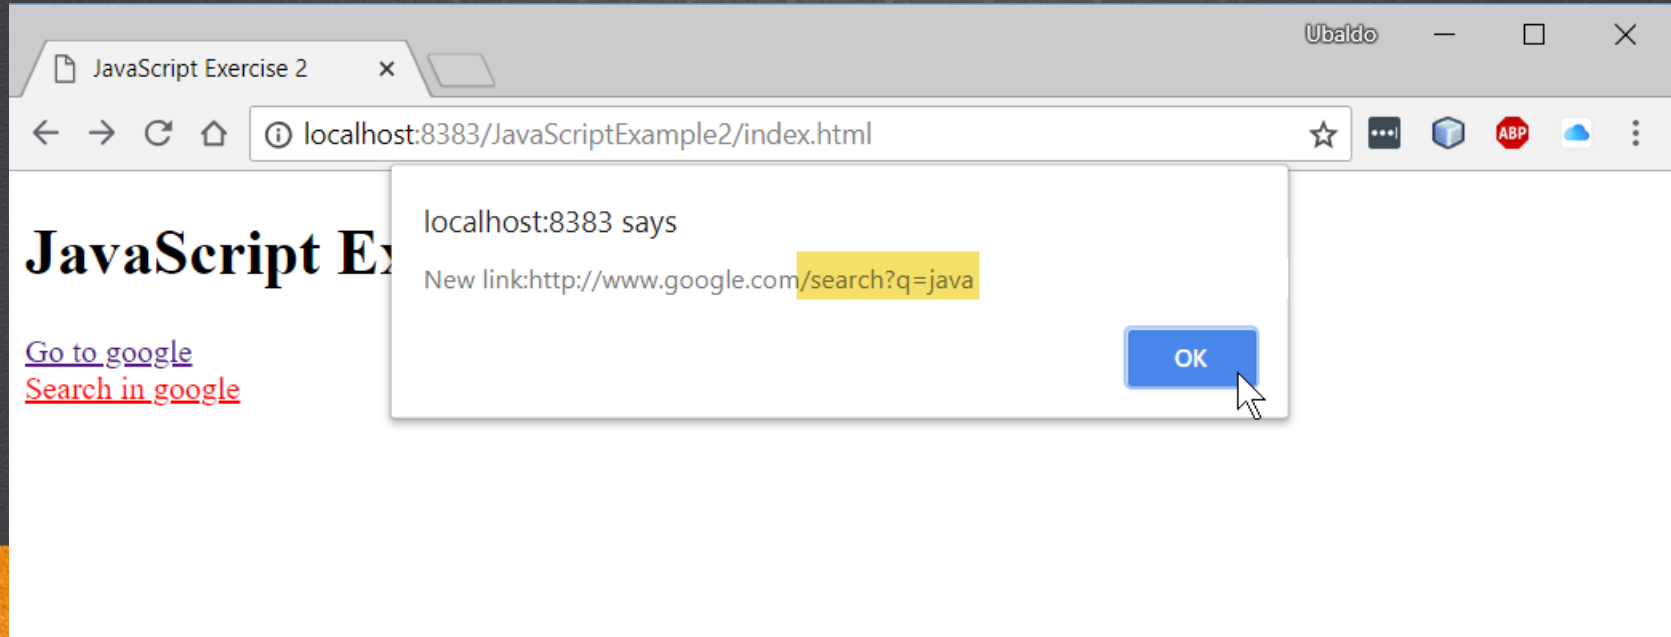 Ubaldo
JavaScript Exercise 2
localhost:8383/JavaScriptExample2/index.html
ABP
localhost:8383 says
New link:http://www.google.com/search?q=java
OK
JavaScript
Go to google
Search in google